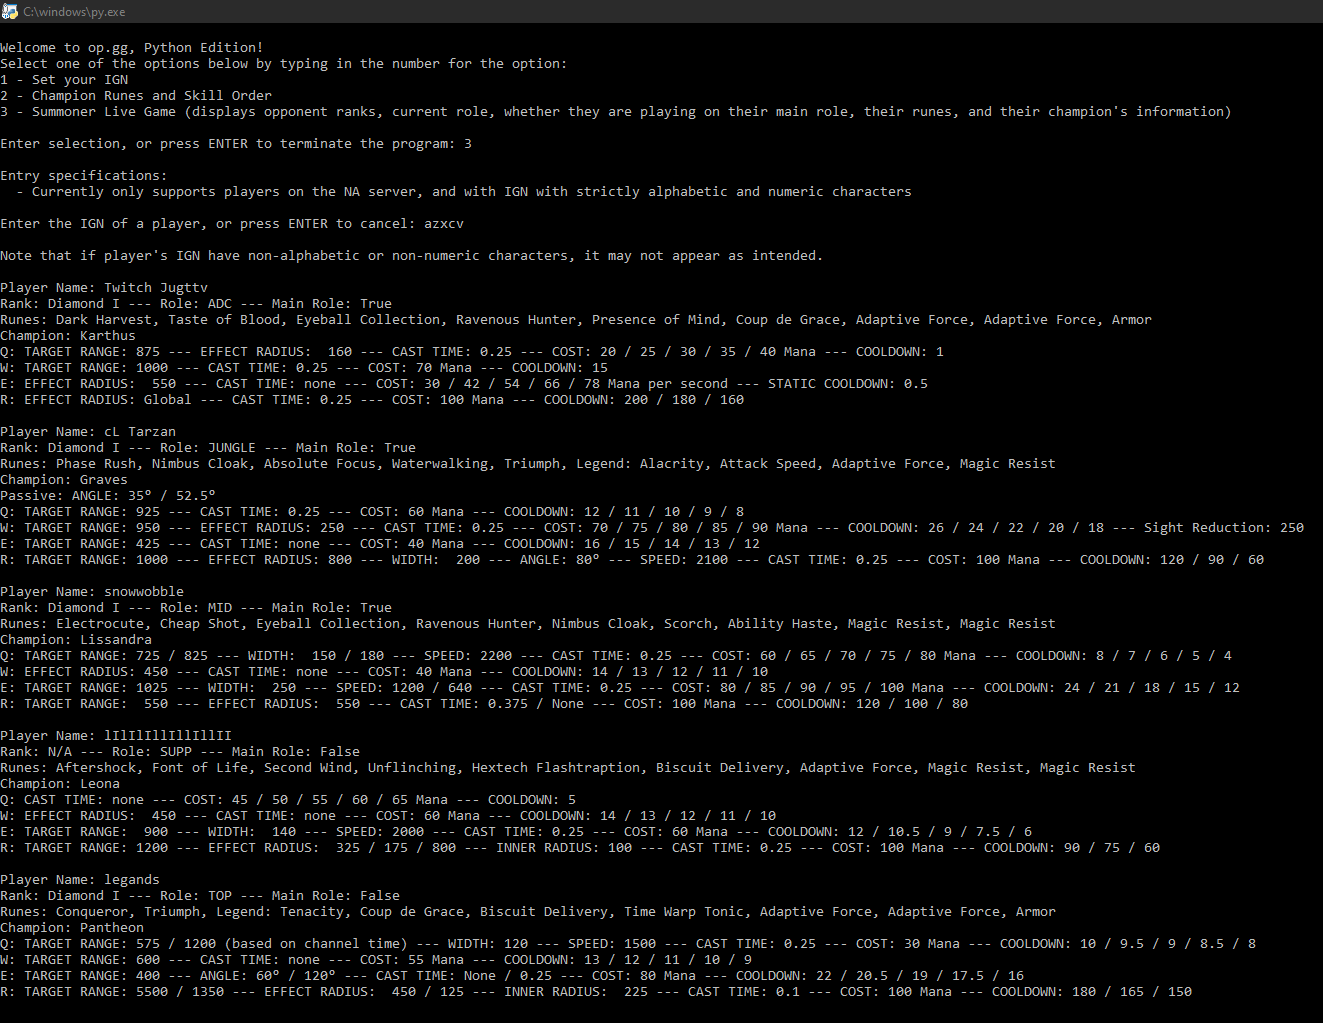 C:\windows\py.exe
Welcome to op.gg, Python Edition!
Select one of the options below by typing in the number for the option:
1 - Set your IGN
2 - Champion Runes and Skill Order
3 - Summoner Live Game (displays opponent ranks, current role, whether they are playing on their main role, their runes, and their champion's information)
Enter selection, or press ENTER to terminate the program: 3
Entry specifications:
  - Currently only supports players on the NA server, and with IGN with strictly alphabetic and numeric characters
Enter the IGN of a player, or press ENTER to cancel: azxcv
Note that if player's IGN have non-alphabetic or non-numeric characters, it may not appear as intended.
Player Name: Twitch Jugttv
Rank: Diamond I --- Role: ADC --- Main Role: True
Runes: Dark Harvest, Taste of Blood, Eyeball Collection, Ravenous Hunter, Presence of Mind, Coup de Grace, Adaptive Force, Adaptive Force, Armor
Champion: Karthus
Q: TARGET RANGE: 875 --- EFFECT RADIUS:  160 --- CAST TIME: 0.25 --- COST: 20 / 25 / 30 / 35 / 40 Mana --- COOLDOWN: 1
W: TARGET RANGE: 1000 --- CAST TIME: 0.25 --- COST: 70 Mana --- COOLDOWN: 15
E: EFFECT RADIUS:  550 --- CAST TIME: none --- COST: 30 / 42 / 54 / 66 / 78 Mana per second --- STATIC COOLDOWN: 0.5
R: EFFECT RADIUS: Global --- CAST TIME: 0.25 --- COST: 100 Mana --- COOLDOWN: 200 / 180 / 160
Player Name: cL Tarzan
Rank: Diamond I --- Role: JUNGLE --- Main Role: True
Runes: Phase Rush, Nimbus Cloak, Absolute Focus, Waterwalking, Triumph, Legend: Alacrity, Attack Speed, Adaptive Force, Magic Resist
Champion: Graves
Passive: ANGLE: 35º / 52.5º
Q: TARGET RANGE: 925 --- CAST TIME: 0.25 --- COST: 60 Mana --- COOLDOWN: 12 / 11 / 10 / 9 / 8
W: TARGET RANGE: 950 --- EFFECT RADIUS: 250 --- CAST TIME: 0.25 --- COST: 70 / 75 / 80 / 85 / 90 Mana --- COOLDOWN: 26 / 24 / 22 / 20 / 18 --- Sight Reduction: 250
E: TARGET RANGE: 425 --- CAST TIME: none --- COST: 40 Mana --- COOLDOWN: 16 / 15 / 14 / 13 / 12
R: TARGET RANGE: 1000 --- EFFECT RADIUS: 800 --- WIDTH:  200 --- ANGLE: 80º --- SPEED: 2100 --- CAST TIME: 0.25 --- COST: 100 Mana --- COOLDOWN: 120 / 90 / 60
Player Name: snowwobble
Rank: Diamond I --- Role: MID --- Main Role: True
Runes: Electrocute, Cheap Shot, Eyeball Collection, Ravenous Hunter, Nimbus Cloak, Scorch, Ability Haste, Magic Resist, Magic Resist
Champion: Lissandra
Q: TARGET RANGE: 725 / 825 --- WIDTH:  150 / 180 --- SPEED: 2200 --- CAST TIME: 0.25 --- COST: 60 / 65 / 70 / 75 / 80 Mana --- COOLDOWN: 8 / 7 / 6 / 5 / 4
W: EFFECT RADIUS: 450 --- CAST TIME: none --- COST: 40 Mana --- COOLDOWN: 14 / 13 / 12 / 11 / 10
E: TARGET RANGE: 1025 --- WIDTH:  250 --- SPEED: 1200 / 640 --- CAST TIME: 0.25 --- COST: 80 / 85 / 90 / 95 / 100 Mana --- COOLDOWN: 24 / 21 / 18 / 15 / 12
R: TARGET RANGE:  550 --- EFFECT RADIUS:  550 --- CAST TIME: 0.375 / None --- COST: 100 Mana --- COOLDOWN: 120 / 100 / 80
Player Name: lIlIlIllIllIllII
Rank: N/A --- Role: SUPP --- Main Role: False
Runes: Aftershock, Font of Life, Second Wind, Unflinching, Hextech Flashtraption, Biscuit Delivery, Adaptive Force, Magic Resist, Magic Resist
Champion: Leona
Q: CAST TIME: none --- COST: 45 / 50 / 55 / 60 / 65 Mana --- COOLDOWN: 5
W: EFFECT RADIUS:  450 --- CAST TIME: none --- COST: 60 Mana --- COOLDOWN: 14 / 13 / 12 / 11 / 10
E: TARGET RANGE:  900 --- WIDTH:  140 --- SPEED: 2000 --- CAST TIME: 0.25 --- COST: 60 Mana --- COOLDOWN: 12 / 10.5 / 9 / 7.5 / 6
R: TARGET RANGE: 1200 --- EFFECT RADIUS:  325 / 175 / 800 --- INNER RADIUS: 100 --- CAST TIME: 0.25 --- COST: 100 Mana --- COOLDOWN: 90 / 75 / 60
Player Name: legands
Rank: Diamond I --- Role: TOP --- Main Role: False
Runes: Conqueror, Triumph, Legend: Tenacity, Coup de Grace, Biscuit Delivery, Time Warp Tonic, Adaptive Force, Adaptive Force, Armor
Champion: Pantheon
Q: TARGET RANGE: 575 / 1200 (based on channel time) --- WIDTH: 120 --- SPEED: 1500 --- CAST TIME: 0.25 --- COST: 30 Mana --- COOLDOWN: 10 / 9.5 / 9 / 8.5 / 8
W: TARGET RANGE: 600 --- CAST TIME: none --- COST: 55 Mana --- COOLDOWN: 13 / 12 / 11 / 10 / 9
E: TARGET RANGE: 400 --- ANGLE: 60º / 120º --- CAST TIME: None / 0.25 --- COST: 80 Mana --- COOLDOWN: 22 / 20.5 / 19 / 17.5 / 16
R: TARGET RANGE: 5500 / 1350 --- EFFECT RADIUS:  450 / 125 --- INNER RADIUS:  225 --- CAST TIME: 0.1 --- COST: 100 Mana --- COOLDOWN: 180 / 165 / 150